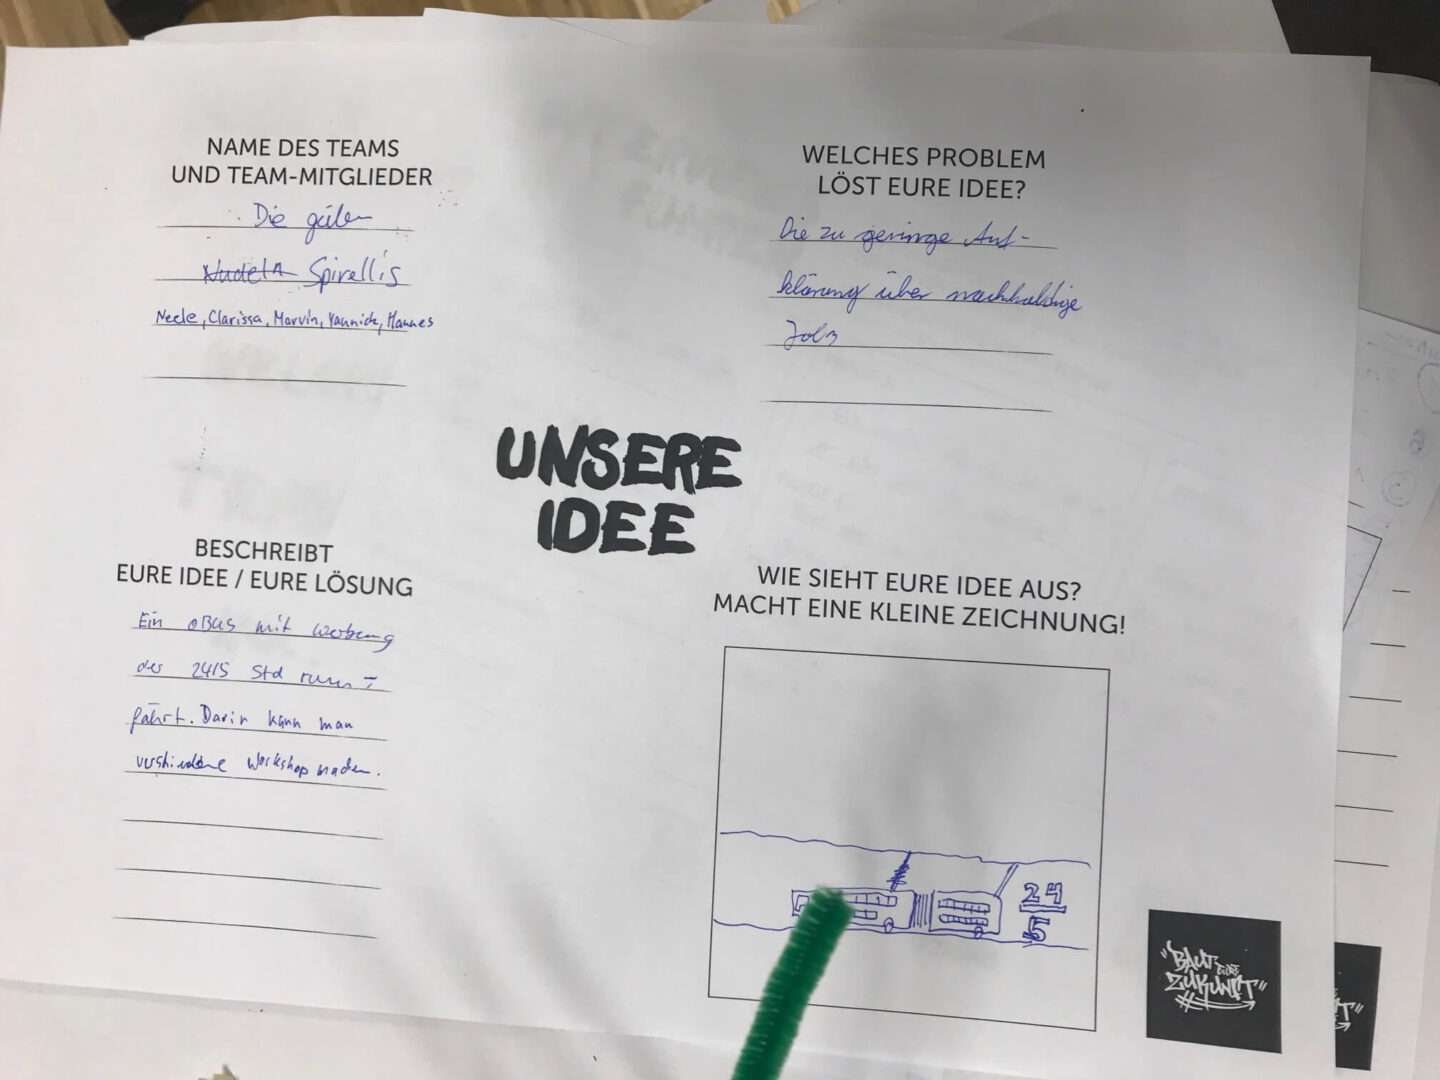 NAME DES TEAMS
UND TEAM-MITGLIEDER
Die
Nudeln Spirellis
Neele, Clarissa, Marvin, Yannick, Hannes
WELCHES PROBLEM
LÖST EURE IDEE?
Die zu geringe Auf-
klärung über nachhaltige
Jobs
UNSERE
IDEE
BESCHREIBT
EURE IDEE / EURE LÖSUNG
Ein oBus mit Werbung
der 24/5 Std rum-
fährt. Darin kann man
Workshop machen.
WIE SIEHT EURE IDEE AUS?
MACHT EINE KLEINE ZEICHNUNG!
24
5
"BAUT EURE
ZUKUNFT"